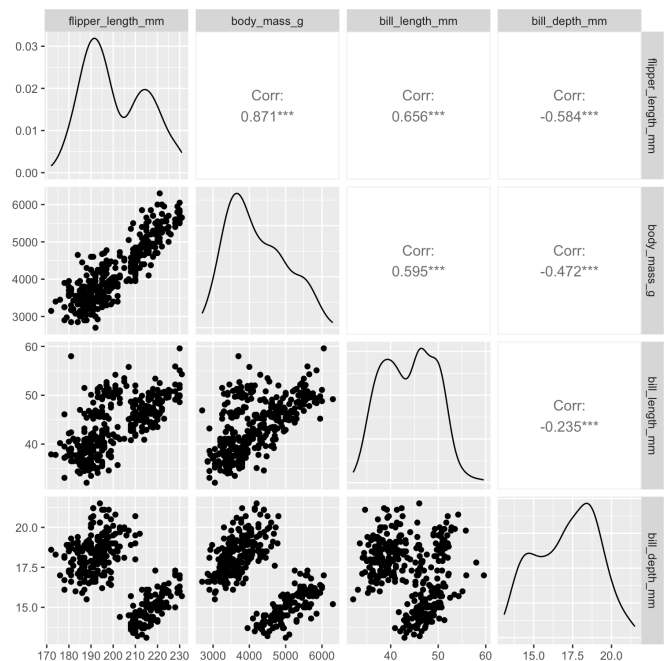 flipper_length_mm
body_mass_g
bill_length_mm
bill_depth_mm
0.03
0.02
0.01
0.00
Corr:
0.871***
Corr:
0.656***
Corr:
-0.584***
flipper_length_mm
6000
5000
4000
3000
Corr:
0.595***
Corr:
-0.472***
body_mass_g
60
50
40
Corr:
-0.235***
bill_length_mm
20.0
17.5
15.0
bill_depth_mm
170 190 200 210 220 230
3000 4000 5000 6000
40 50 60
15.0 17.5 20.0